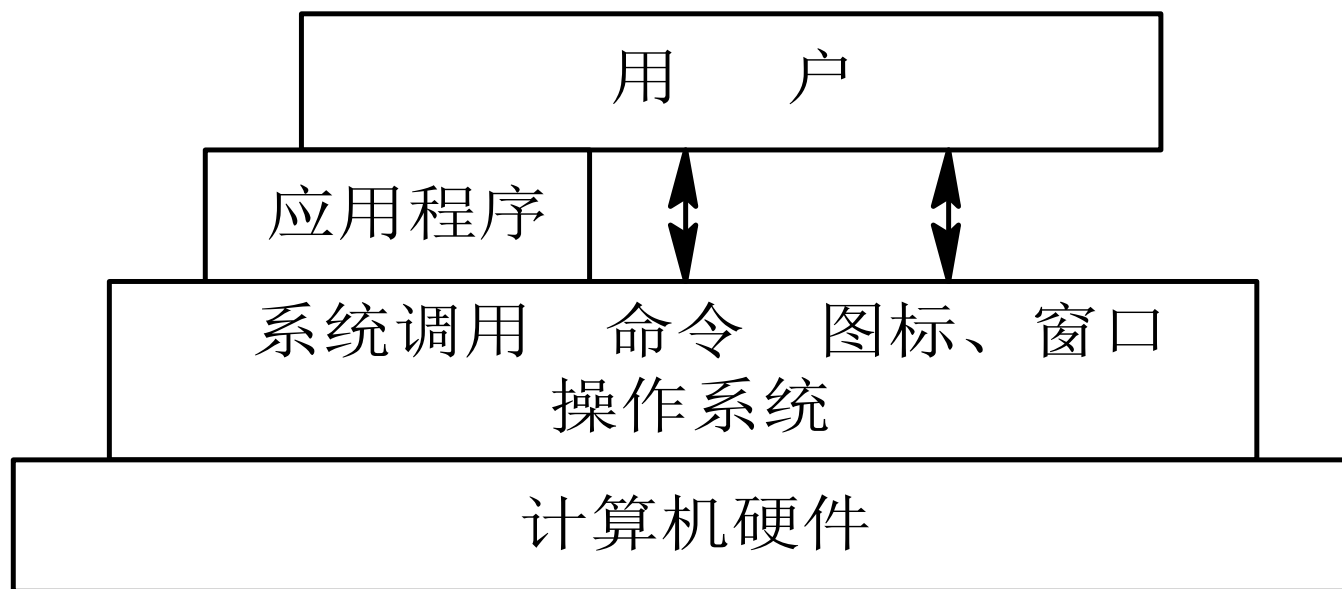 用 户
应用程序
系统调用 命令 图标、窗口
操作系统
计算机硬件